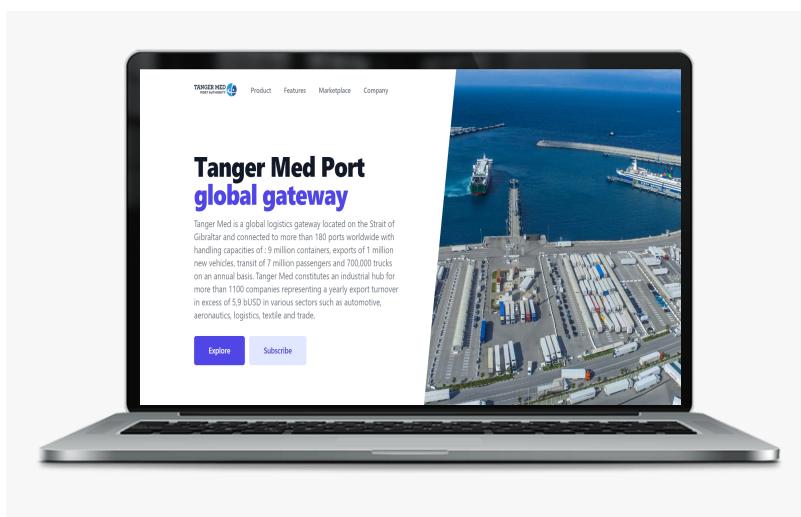 TANGER MED
PORT AUTHORITY
Product
Features
Marketplace
Company
Tanger Med Port
global gateway
Tanger Med is a global logistics gateway located on the Strait of
Gibraltar and connected to more than 180 ports worldwide with
handling capacities of : 9 million containers, exports of 1 million
new vehicles, transit of 7 million passengers and 700,000 trucks
on an annual basis. Tanger Med constitutes an industrial hub for
more than 1100 companies representing a yearly export turnover
in excess of 5,9 bUSD in various sectors such as automotive,
aeronautics, logistics, textile and trade.
Explore
Subscribe